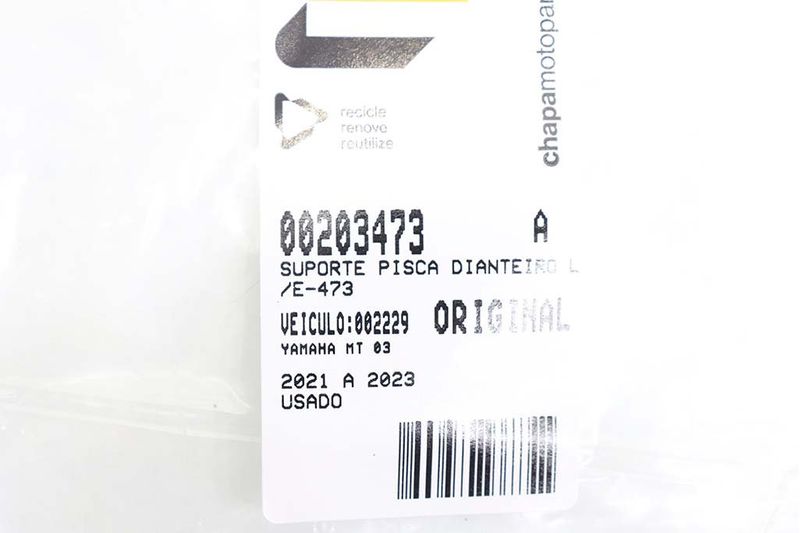 recicle
renove
reutilize
chapamotopar
00203473 A
SUPORTE PISCA DIANTEIRO L
/E-473
VEICULO:002229 ORIGINAL
YAMAHA MT 03
2021 A 2023
USADO